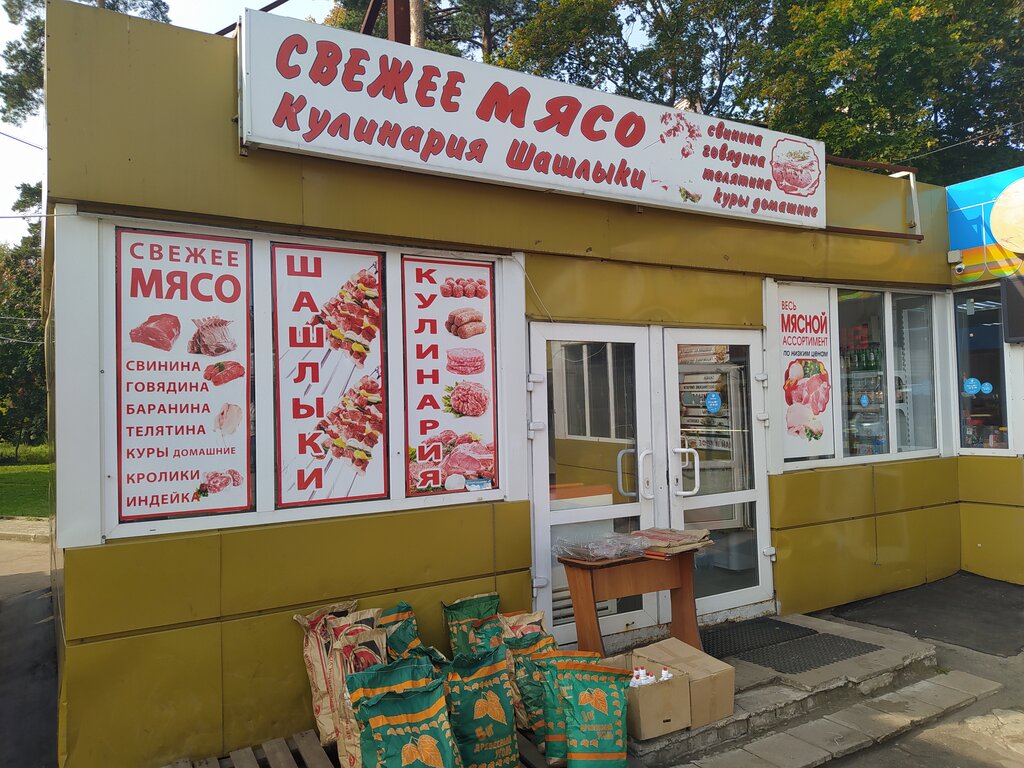 СВЕЖЕЕ МЯСО
Кулинария Шашлыки
свинина
говядина
телятина
куры домашние
СВЕЖЕЕ
МЯСО
СВИНИНА
ГОВЯДИНА
БАРАНИНА
ТЕЛЯТИНА
КУРЫ ДОМАШНИЕ
КРОЛИКИ
ИНДЕЙКА
ШАШЛЫКИ
КУЛИНАРИЯ
ВЕСЬ
МЯСНОЙ
АССОРТИМЕНТ
ПО НИЗКИМ ЦЕНАМ